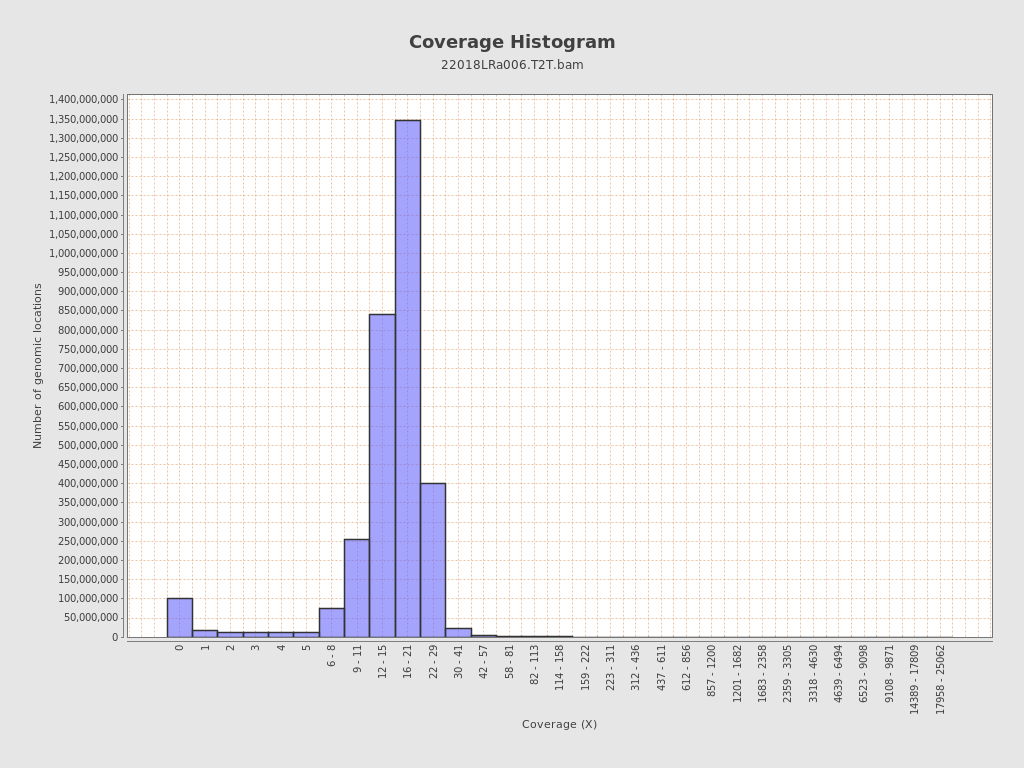 Coverage Histogram
22018LRa006.T2T.bam
1,400,000,000
1,350,000,000
1,300,000,000
1,250,000,000
1,200,000,000
1,150,000,000
1,100,000,000
1,050,000,000
1,000,000,000
950,000,000
900,000,000
850,000,000
800,000,000
750,000,000
700,000,000
650,000,000
600,000,000
550,000,000
500,000,000
450,000,000
400,000,000
350,000,000
300,000,000
250,000,000
200,000,000
150,000,000
100,000,000
50,000,000
0
Number of genomic locations
0
1
2
3
4
5
6 - 8
9 - 11
12 - 15
16 - 21
22 - 29
30 - 41
42 - 57
58 - 81
82 - 113
114 - 158
159 - 222
223 - 311
312 - 436
437 - 611
612 - 856
857 - 1200
1201 - 1682
1683 - 2358
2359 - 3305
3318 - 4630
4639 - 6494
6523 - 9098
9108 - 9871
14389 - 17809
17958 - 25062
Coverage (X)